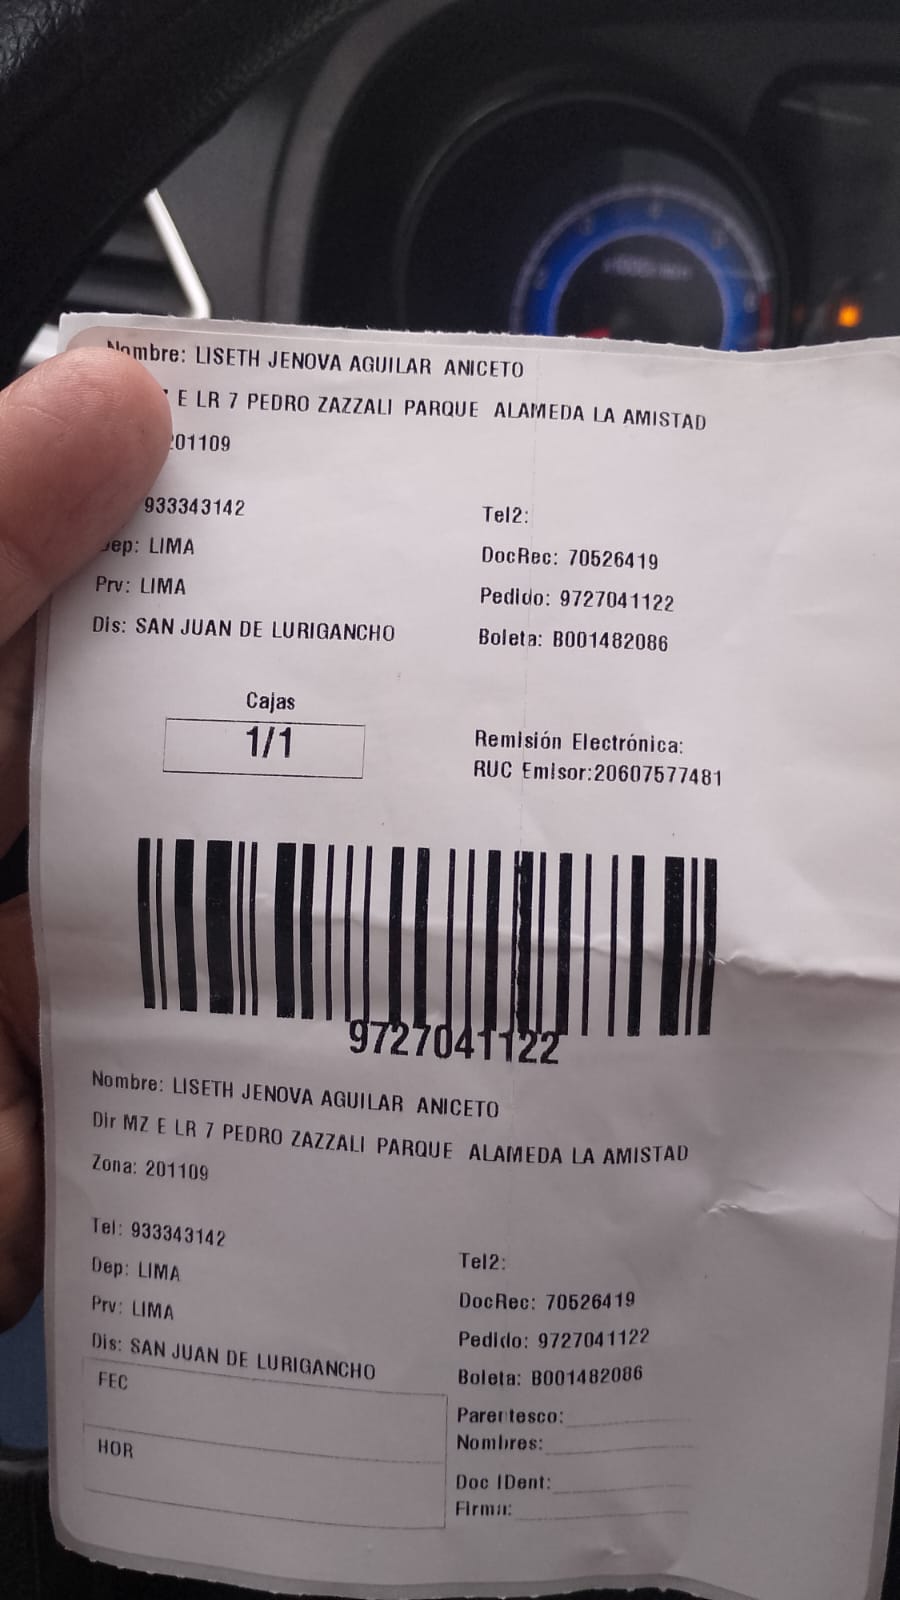 Nombre: LISETH JENOVA AGUILAR ANICETO
E LR 7 PEDRO ZAZZALI PARQUE ALAMEDA LA AMISTAD
201109
933343142
Tel2:
Dep: LIMA
DocRec: 70526419
Prv: LIMA
Pedido: 9727041122
Dis: SAN JUAN DE LURIGANCHO
Boleta: B001482086
Cajas
1/1
Remisión Electrónica:
RUC Emisor:20607577481
9727041122
Nombre: LISETH JENOVA AGUILAR ANICETO
Dir MZ E LR 7 PEDRO ZAZZALI PARQUE ALAMEDA LA AMISTAD
Zona: 201109
Tel: 933343142
Tel2:
Dep: LIMA
DocRec: 70526419
Prv: LIMA
Pedido: 9727041122
Dis: SAN JUAN DE LURIGANCHO
Boleta: B001482086
FEC
Parentesco:
Nombres:
HOR
Doc IDent:
Firma: